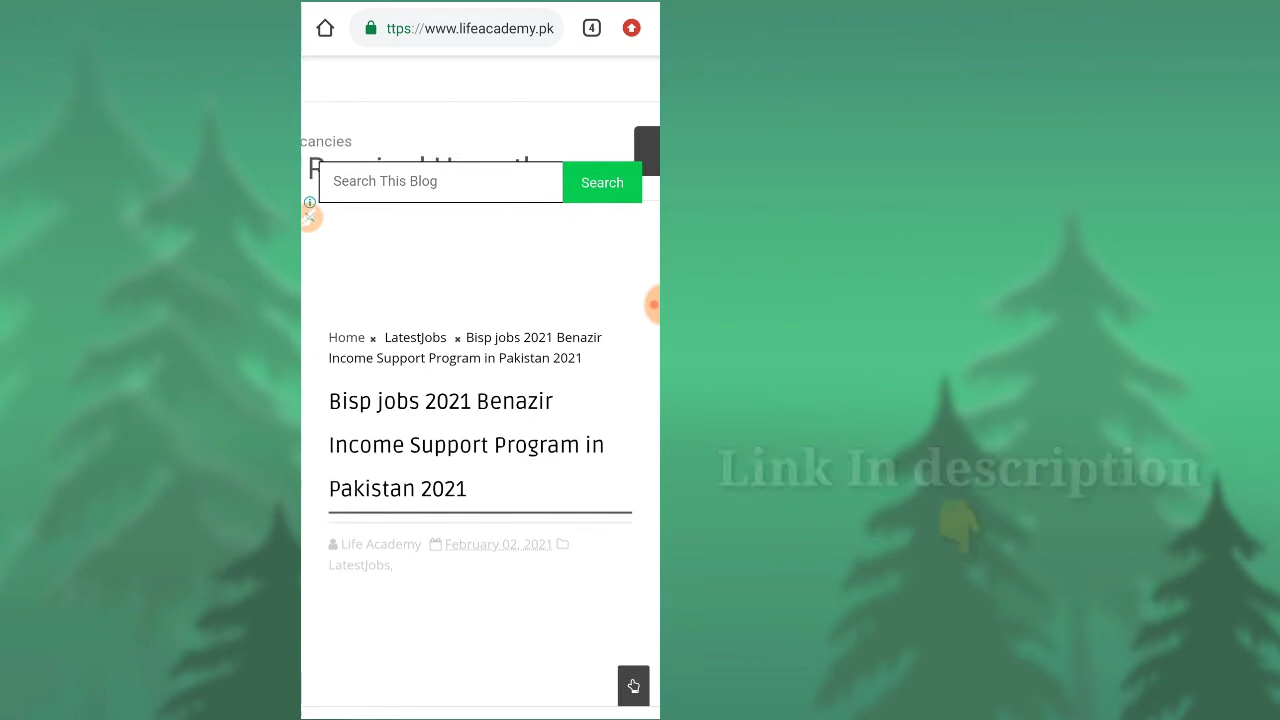 ttps://www.lifeacademy.pk
4
cancies
Search This Blog
Search
Home × LatestJobs × Bisp jobs 2021 Benazir
Income Support Program in Pakistan 2021
Bisp jobs 2021 Benazir
Income Support Program in
Pakistan 2021
Life Academy February 02, 2021
LatestJobs,
Link In description